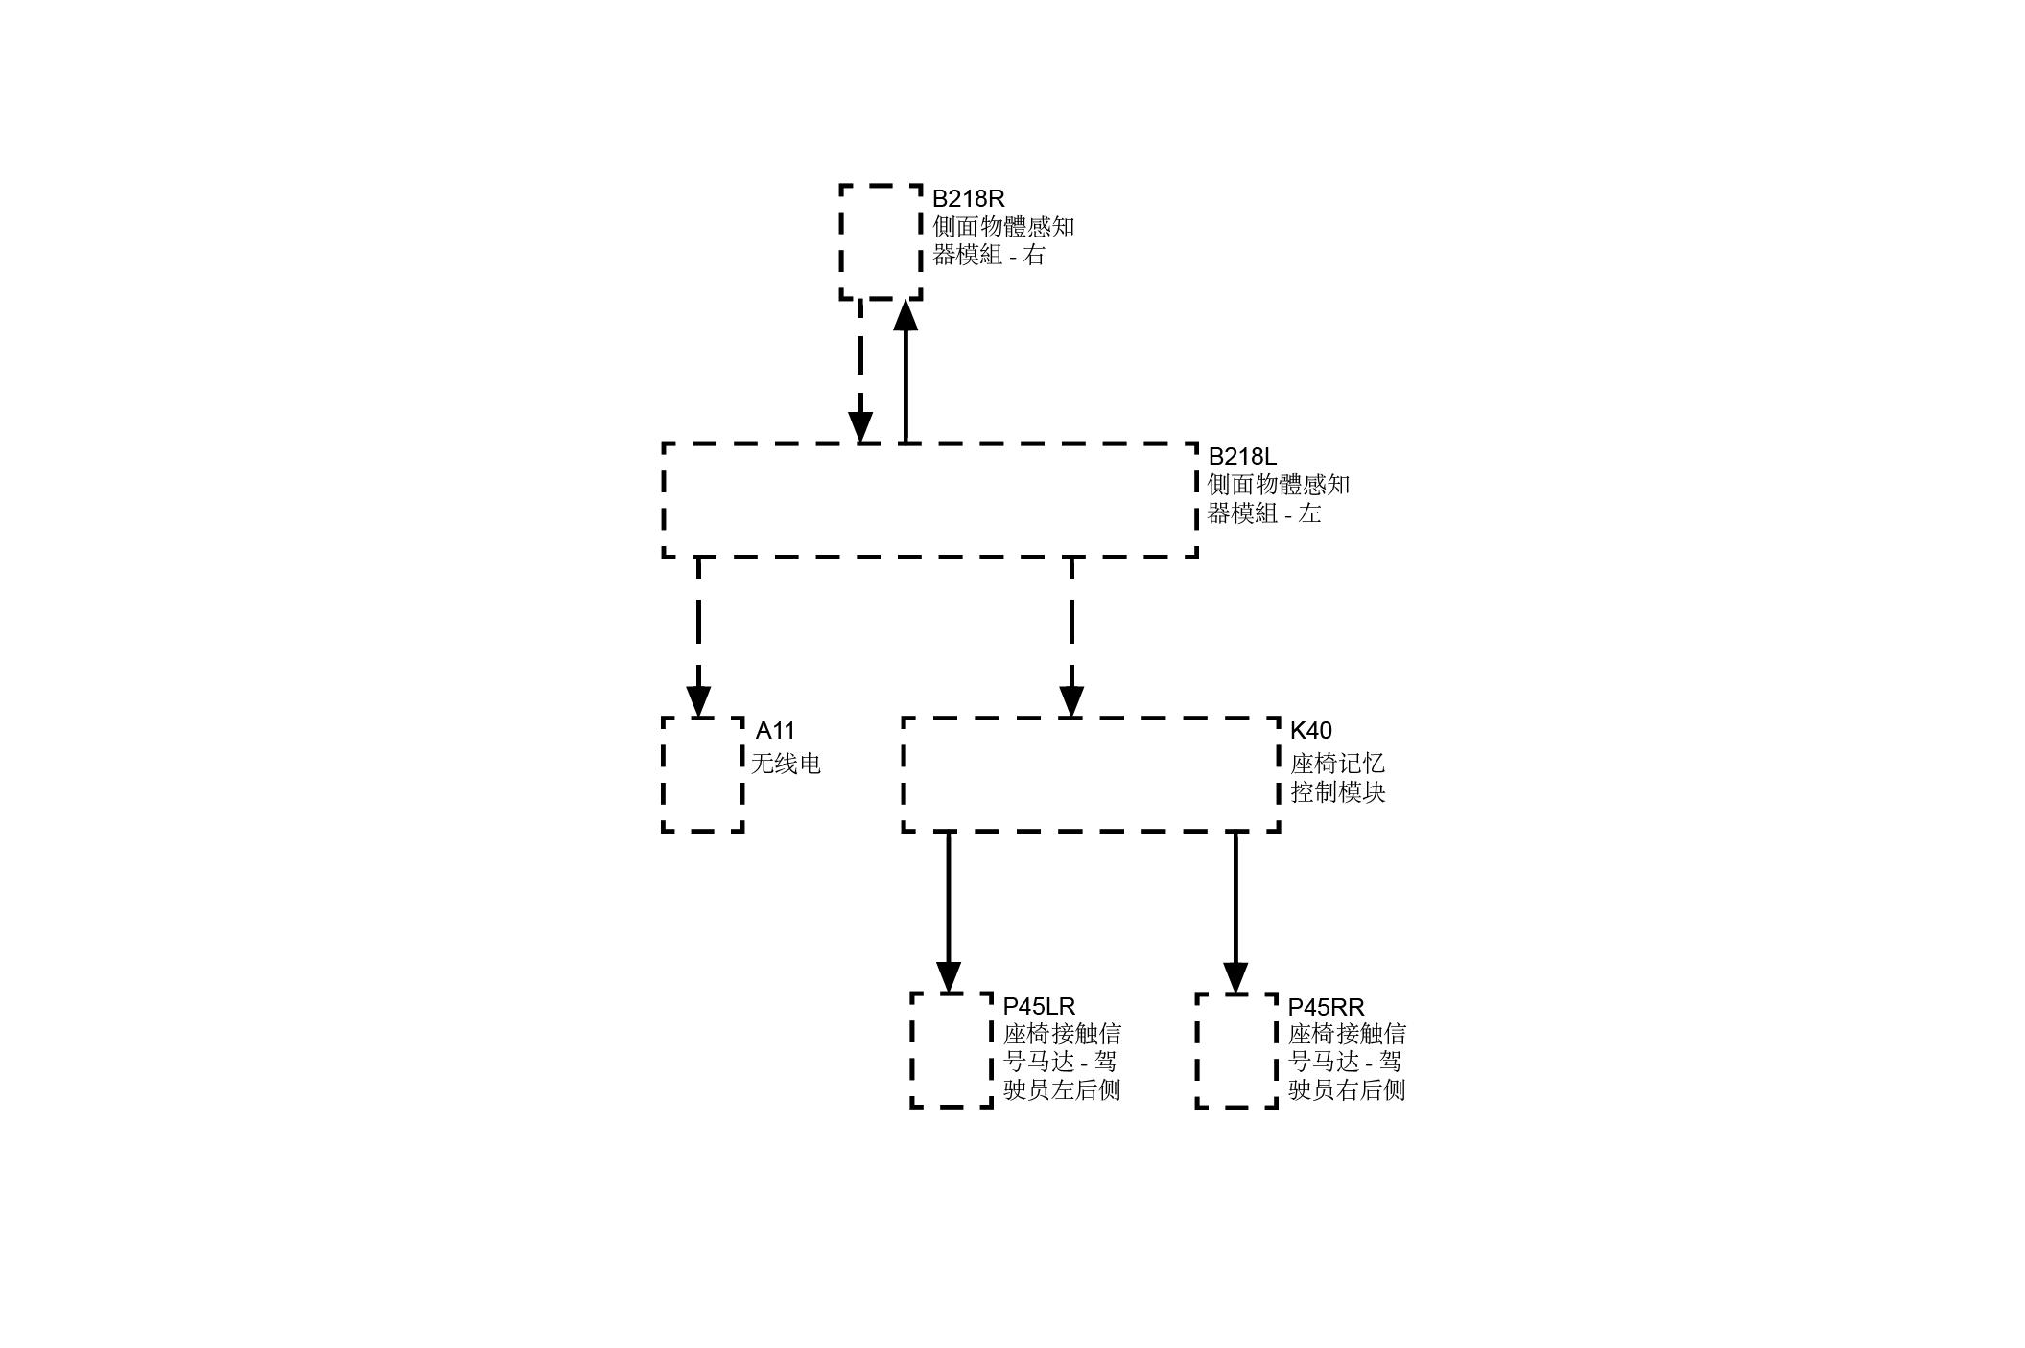 B218R
側面物體感知
器模組 - 右
B218L
側面物體感知
器模組 - 左
A11
无线电
K40
座椅记忆
控制模块
P45LR
座椅接触信
号马达 - 驾
驶员左后侧
P45RR
座椅接触信
号马达 - 驾
驶员右后侧